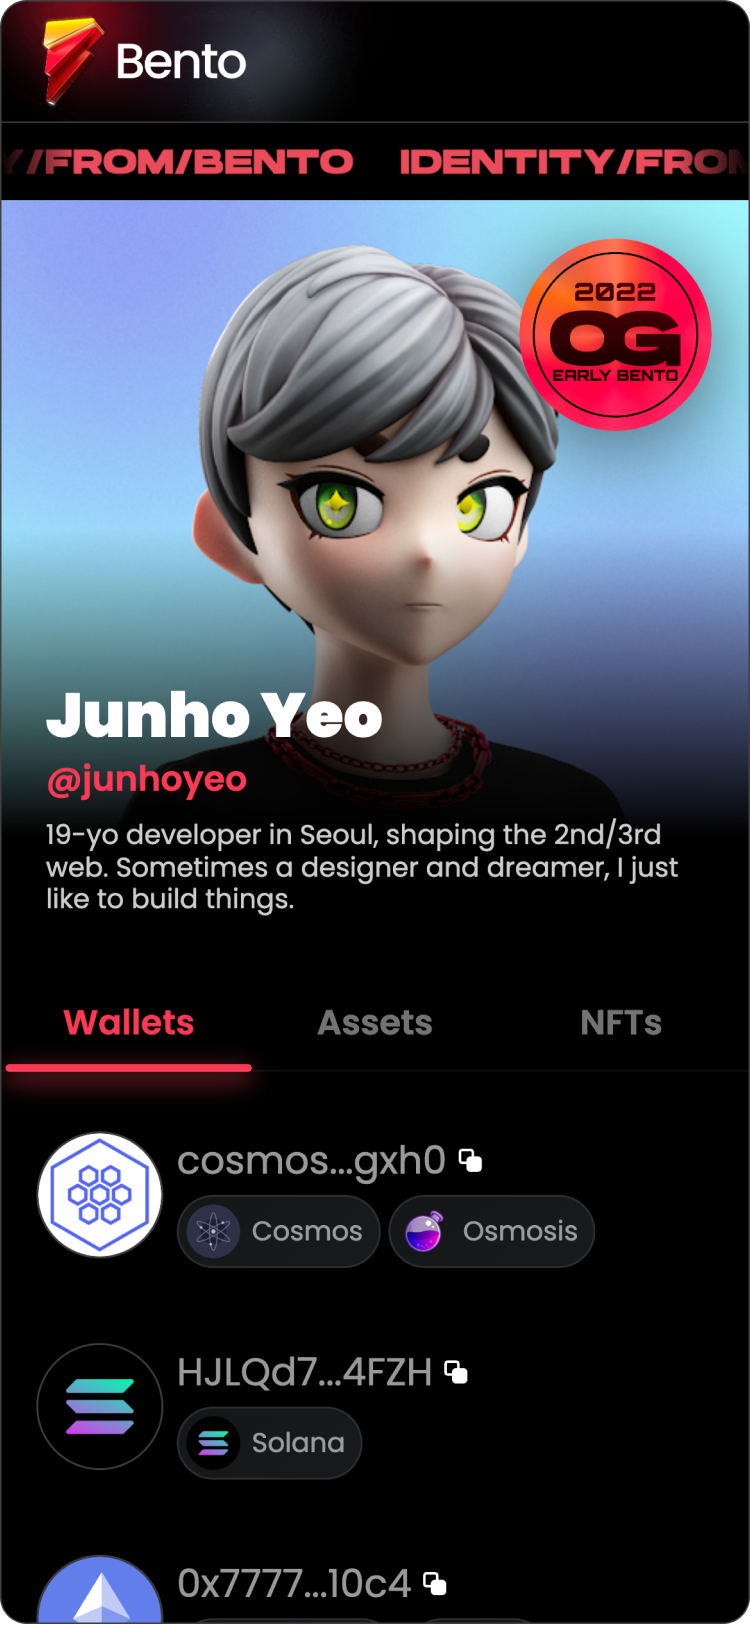 Bento
Y/FROM/BENTO IDENTITY/FROM
2022
OG
EARLY BENTO
Junho Yeo
@junhoyeo
19-yo developer in Seoul, shaping the 2nd/3rd
web. Sometimes a designer and dreamer, I just
like to build things.
Wallets Assets NFTs
cosmos...gxh0
Cosmos Osmosis
HJLQd7...4FZH
Solana
0x7777...10c4